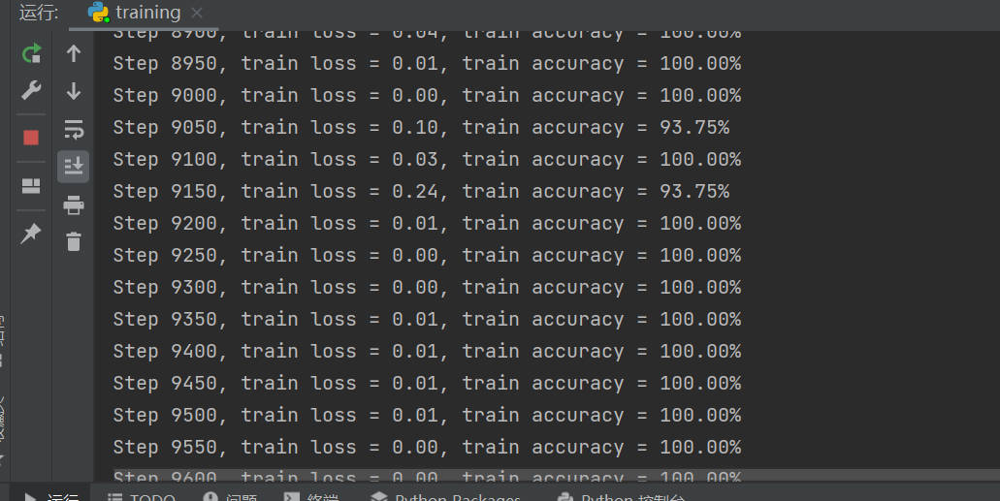 运行:
training
Step 8900, train loss = 0.04, train accuracy = 100.00%
Step 8950, train loss = 0.01, train accuracy = 100.00%
Step 9000, train loss = 0.00, train accuracy = 100.00%
Step 9050, train loss = 0.10, train accuracy = 93.75%
Step 9100, train loss = 0.03, train accuracy = 100.00%
Step 9150, train loss = 0.24, train accuracy = 93.75%
Step 9200, train loss = 0.01, train accuracy = 100.00%
Step 9250, train loss = 0.00, train accuracy = 100.00%
Step 9300, train loss = 0.00, train accuracy = 100.00%
Step 9350, train loss = 0.01, train accuracy = 100.00%
Step 9400, train loss = 0.01, train accuracy = 100.00%
Step 9450, train loss = 0.01, train accuracy = 100.00%
Step 9500, train loss = 0.01, train accuracy = 100.00%
Step 9550, train loss = 0.00, train accuracy = 100.00%
Step 9600, train loss = 0.00, train accuracy = 100.00%
运行 TODO 问题 终端 Python Packages Python 控制台